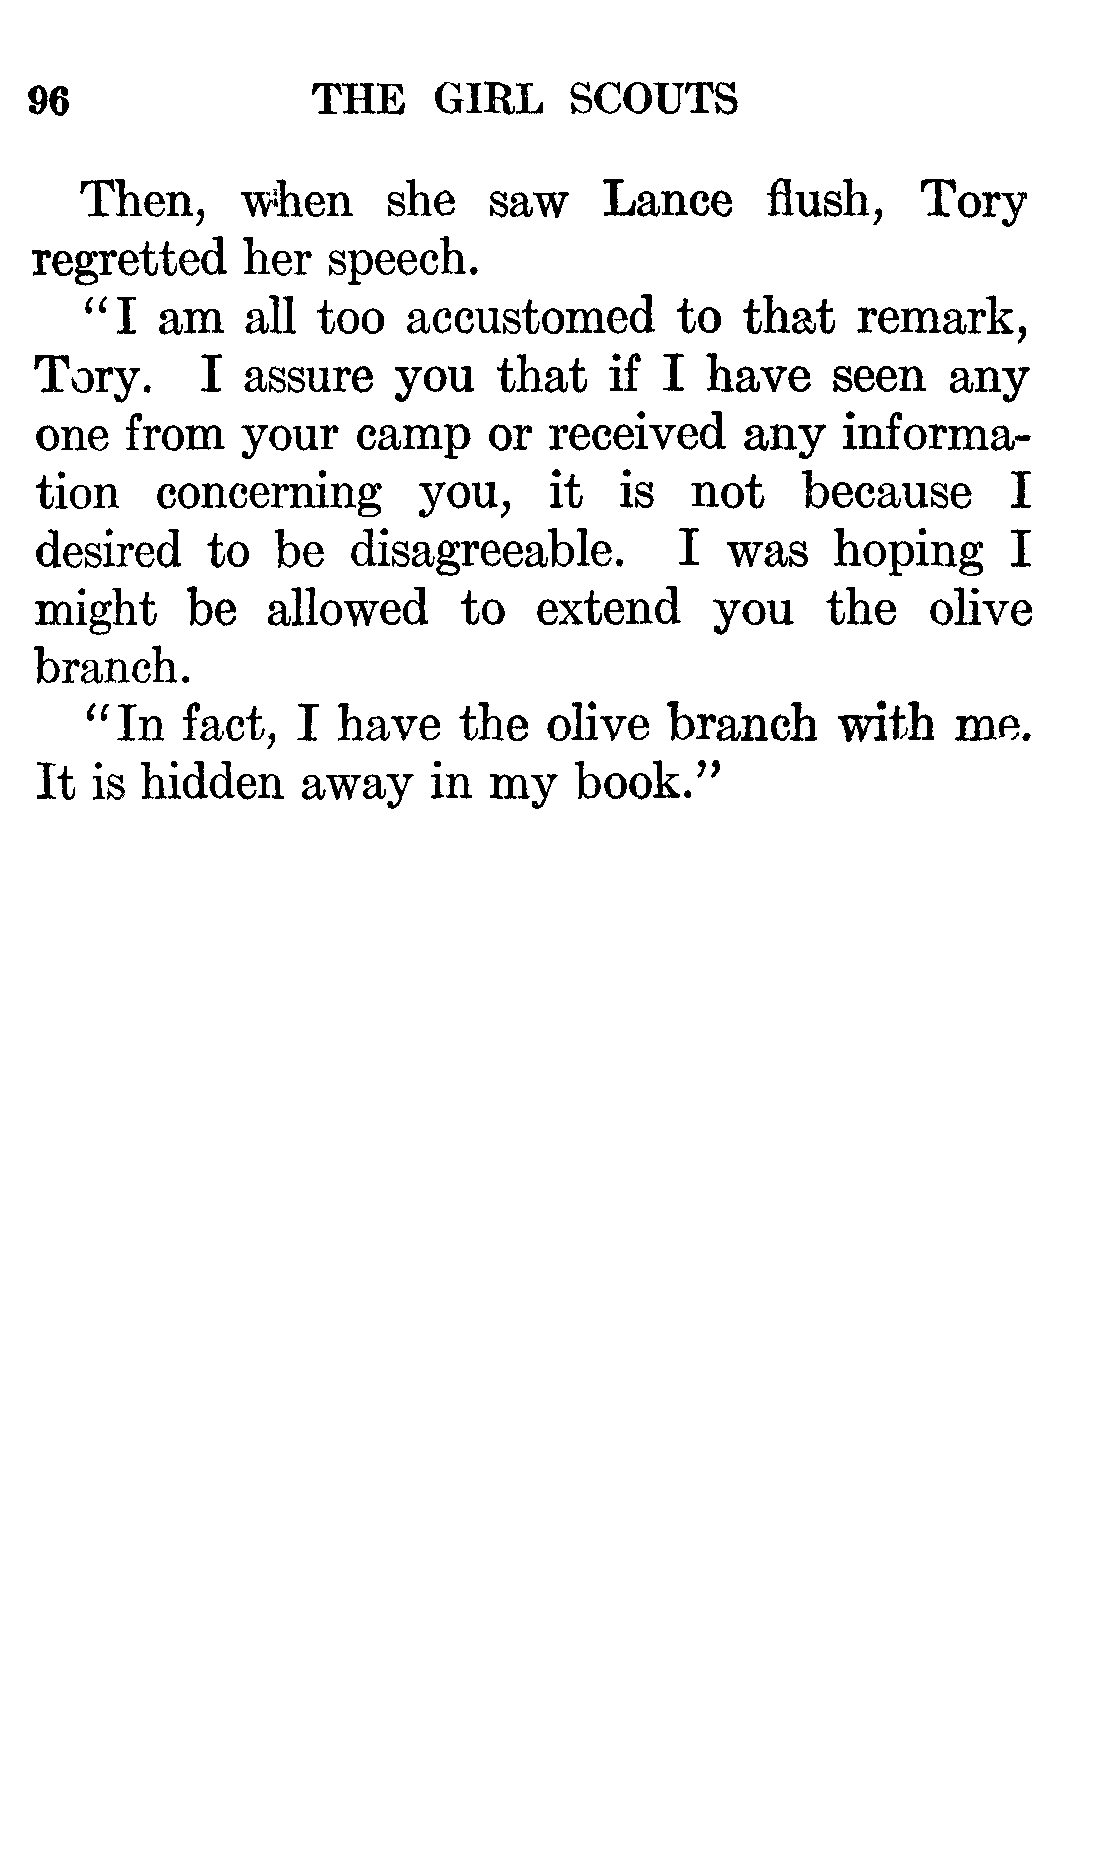 96 THE GIRL SCOUTS
Then, when she saw Lance flush, Tory
regretted her speech.
“I am all too accustomed to that remark,
Tory. I assure you that if I have seen any
one from your camp or received any informa-
tion concerning you, it is not because I
desired to be disagreeable. I was hoping I
might be allowed to extend you the olive
branch.
“In fact, I have the olive branch with me.
It is hidden away in my book.”